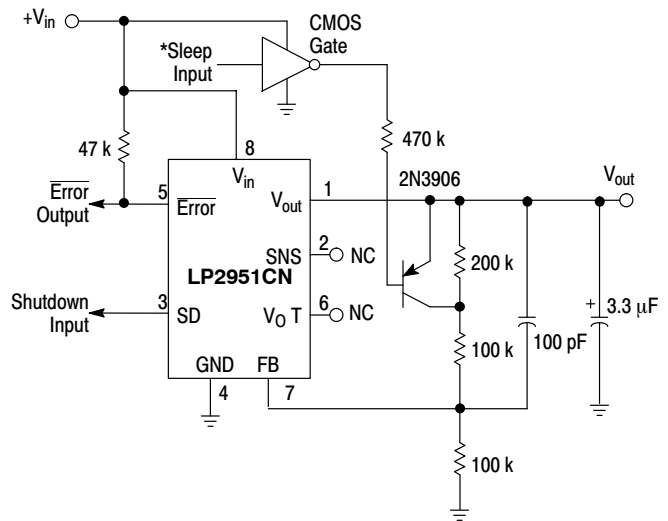 +Vin
*Sleep
Input
CMOS
Gate
47 k
470 k
8
Vin
Error
Output
5
Error
Vout
1
2N3906
Vout
SNS
2
NC
LP2951CN
200 k
Shutdown
Input
3
SD
VO T
6
NC
100 k
100 pF
+
3.3 µF
GND
FB
4
7
100 k